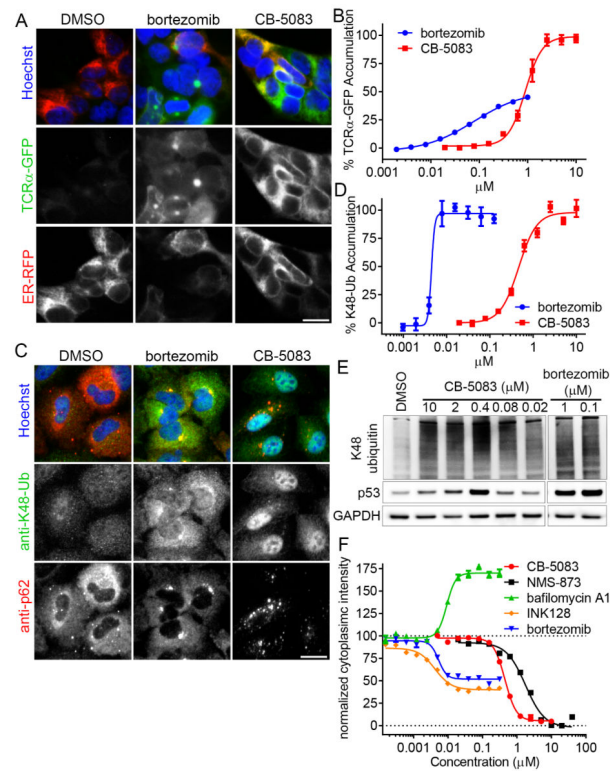 A
DMSO
bortezomib
CB-5083
Hoechst
TCRα-GFP
ER-RFP
B
bortezomib
CB-5083
% TCRα-GFP Accumulation
100
75
50
25
0
0.001
0.01
0.1
1
10
μM
D
% K48-Ub Accumulation
100
75
50
25
0
bortezomib
CB-5083
0.001
0.01
0.1
1
10
μM
C
DMSO
bortezomib
CB-5083
Hoechst
anti-K48-Ub
anti-p62
E
DMSO
CB-5083 (μM)
bortezomib
(μM)
10 2 0.4 0.08 0.02
1 0.1
K48
ubiquitin
p53
GAPDH
F
normalized cytoplasimc intensity
175
150
125
100
75
50
25
0
CB-5083
NMS-873
bafilomycin A1
INK128
bortezomib
0.001
0.01
0.1
1
10
100
Concentration (μM)